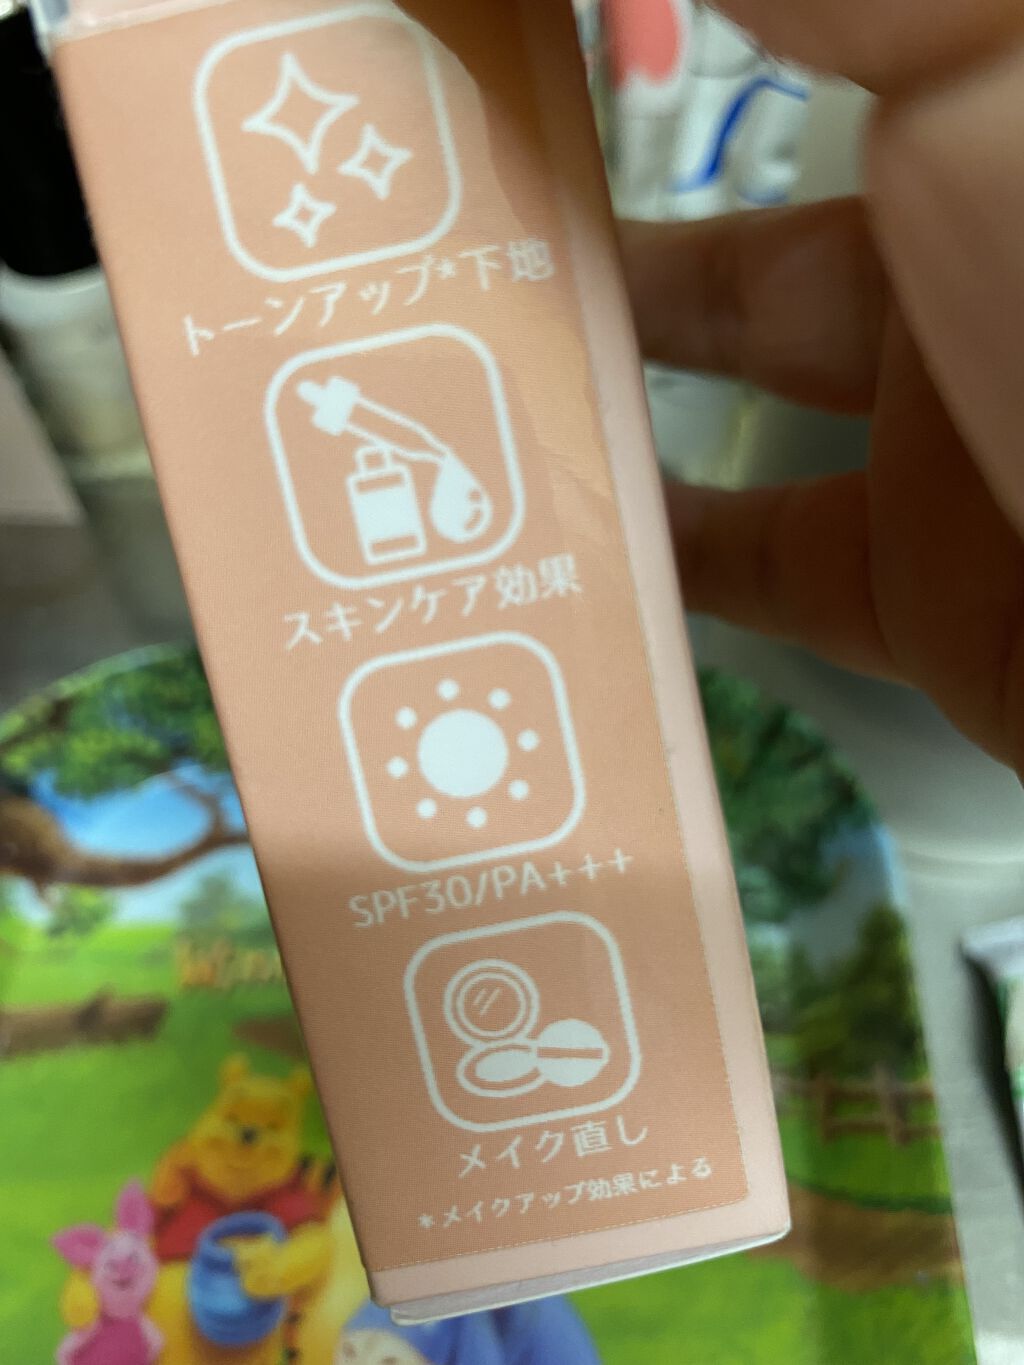 トーンアップ*下地
スキンケア効果
SPF30/PA+++
メイク直し
*メイクアップ効果による